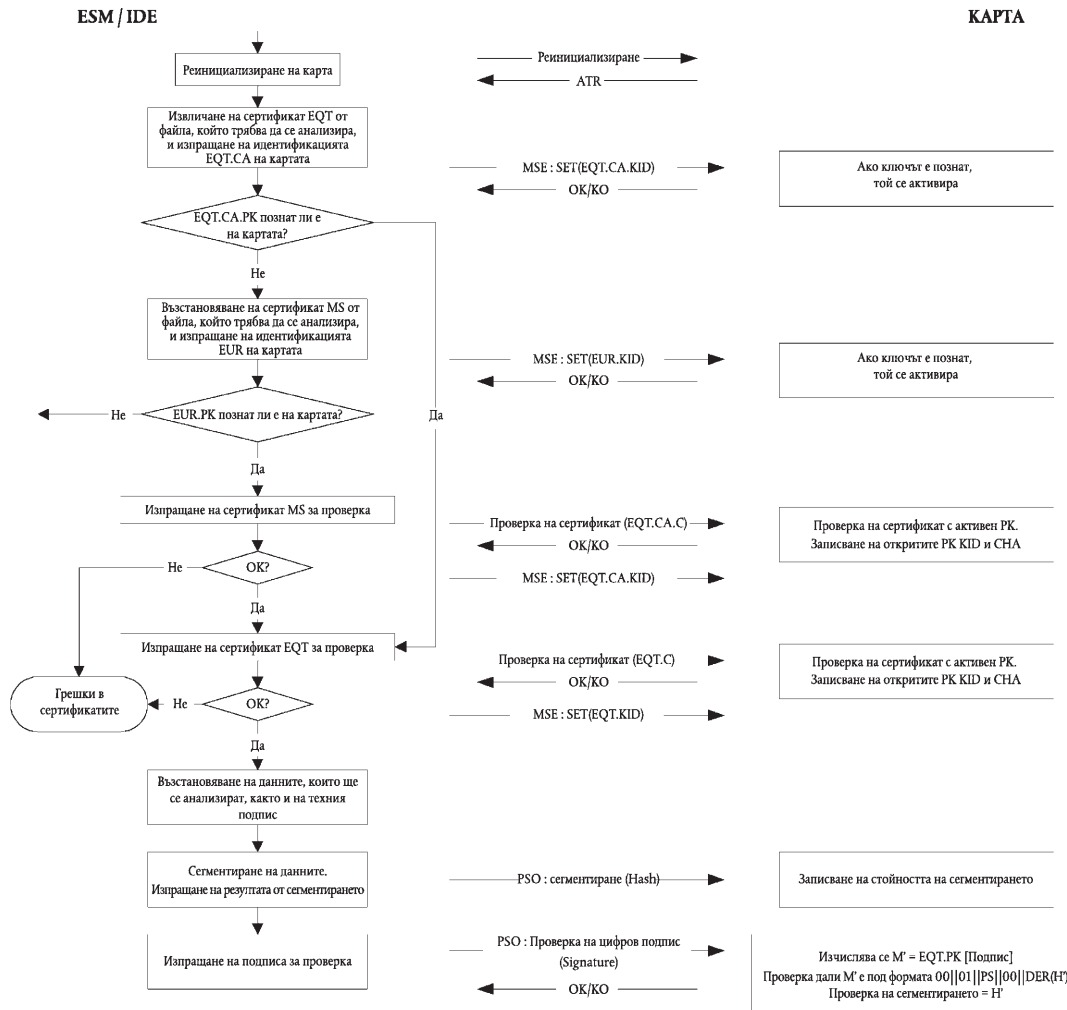 ESM / IDE
КАРТА
Реинициализиране на карта
Реинициализиране
ATR
Извличане на сертификат EQT от
файла, който трябва да се анализира,
и изпращане на идентификацията
EQT.CA на картата
MSE : SET(EQT.CA.KID)
OK/KO
Ако ключът е познат,
той се активира
EQT.CA.PK познат ли е
на картата?
Не
Възстановяване на сертификат MS от
файла, който трябва да се анализира,
и изпращане на идентификацията
EUR на картата
MSE : SET(EUR.KID)
OK/KO
Ако ключът е познат,
той се активира
Не
EUR.PK познат ли е на картата?
Да
Да
Изпращане на сертификат MS за проверка
Проверка на сертификат (EQT.CA.C)
OK/KO
Проверка на сертификат с активен PK.
Записване на откритите PK KID и CHA
Не
OK?
MSE : SET(EQT.CA.KID)
Да
Изпращане на сертификат EQT за проверка
Проверка на сертификат (EQT.C)
OK/KO
Проверка на сертификат с активен PK.
Записване на откритите PK KID и CHA
Грешки в
сертификатите
Не
OK?
MSE : SET(EQT.KID)
Да
Възстановяване на данните, които ще
се анализират, както и на техния
подпис
Сегментиране на данните.
Изпращане на резултата от сегментирането
PSO : сегментиране (Hash)
Записване на стойността на сегментирането
Изпращане на подписа за проверка
PSO : Проверка на цифров подпис
(Signature)
OK/KO
Изчислява се M' = EQT.PK [Подпис]
Проверка дали M' е под формата 00||01||PS||00||DER(H')
Проверка на сегментирането = H'